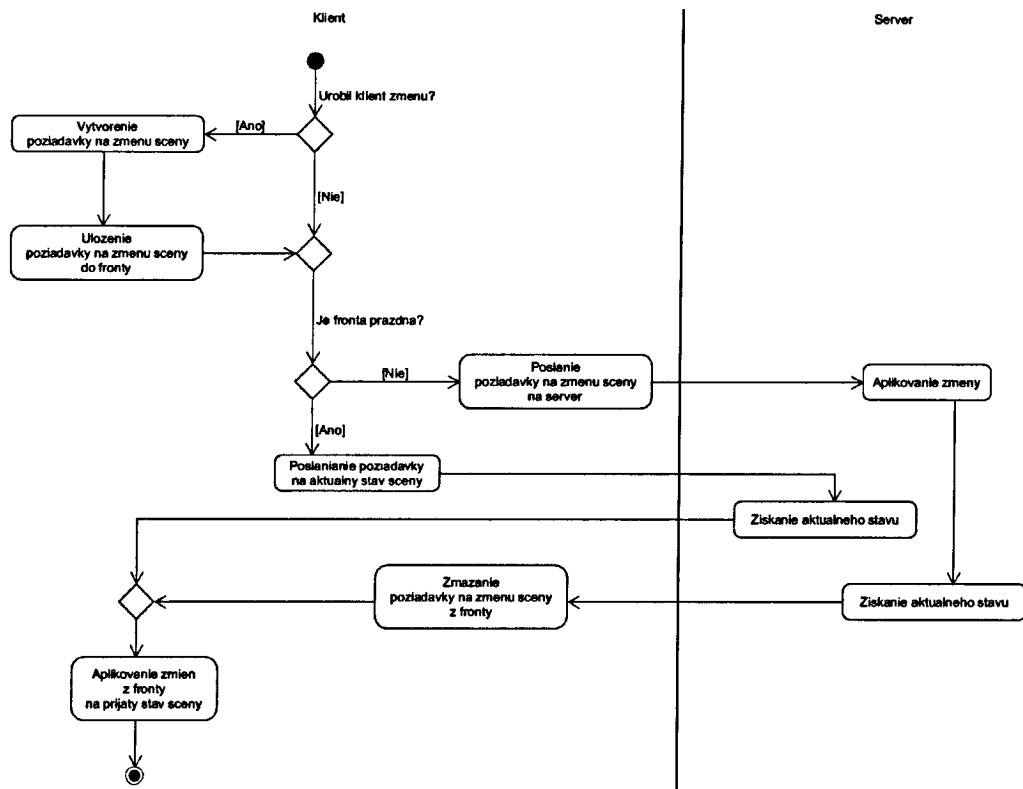 Klient
Server
Urobil klient zmenu?
[Ano]
Vytvorenie
poziadavky na zmenu sceny
[Nie]
Ulozenie
poziadavky na zmenu sceny
do fronty
Je fronta prazdna?
[Nie]
Poslanie
poziadavky na zmenu sceny
na server
Aplikovanie zmeny
[Ano]
Poslanianie poziadavky
na aktualny stav sceny
Ziskanie aktualneho stavu
Zmazanie
poziadavky na zmenu sceny
z fronty
Ziskanie aktualneho stavu
Aplikovanie zmien
z fronty
na prijaty stav sceny